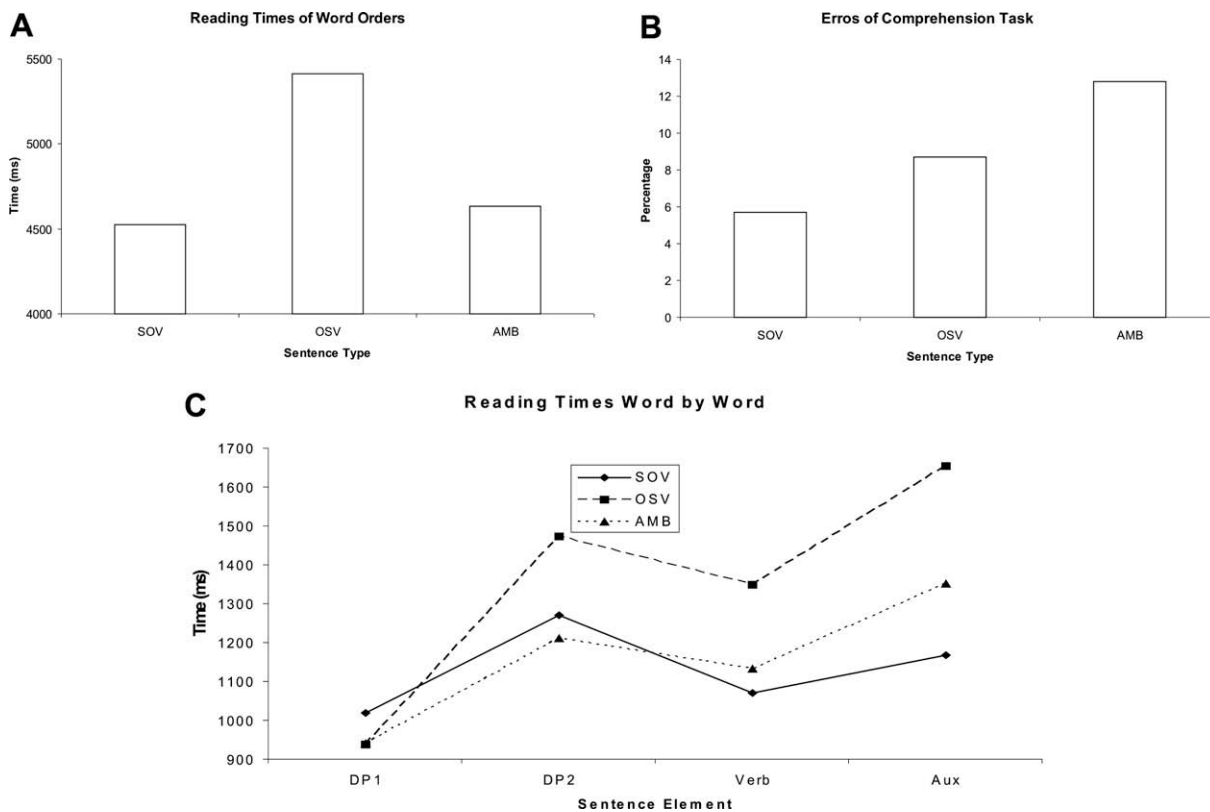 A
Reading Times of Word Orders
5500
5000
4500
4000
Time (ms)
SOV
OSV
AMB
Sentence Type
B
Erros of Comprehension Task
14
12
10
8
6
4
2
0
Percentage
SOV
OSV
AMB
Sentence Type
C
Reading Times Word by Word
1700
1600
1500
1400
1300
1200
1100
1000
900
Time (ms)
SOV
OSV
AMB
DP1
DP2
Verb
Aux
Sentence Element